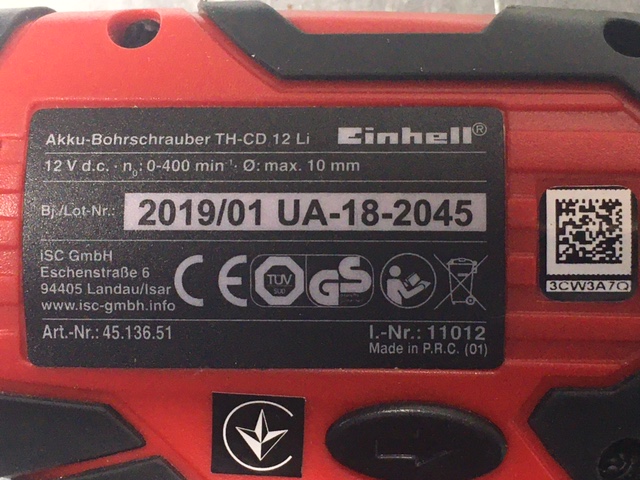 Akku-Bohrschrauber TH-CD 12 Li
Einhell®
12 V d.c. · n₀: 0-400 min⁻¹ · Ø: max. 10 mm
Bj./Lot-Nr.: 2019/01 UA-18-2045
iSC GmbH
Eschenstraße 6
94405 Landau/Isar
www.isc-gmbh.info
CE
TÜV
SÜD
GS
Art.-Nr.: 45.136.51
I.-Nr.: 11012
Made in P.R.C. (01)
3CW3A7Q